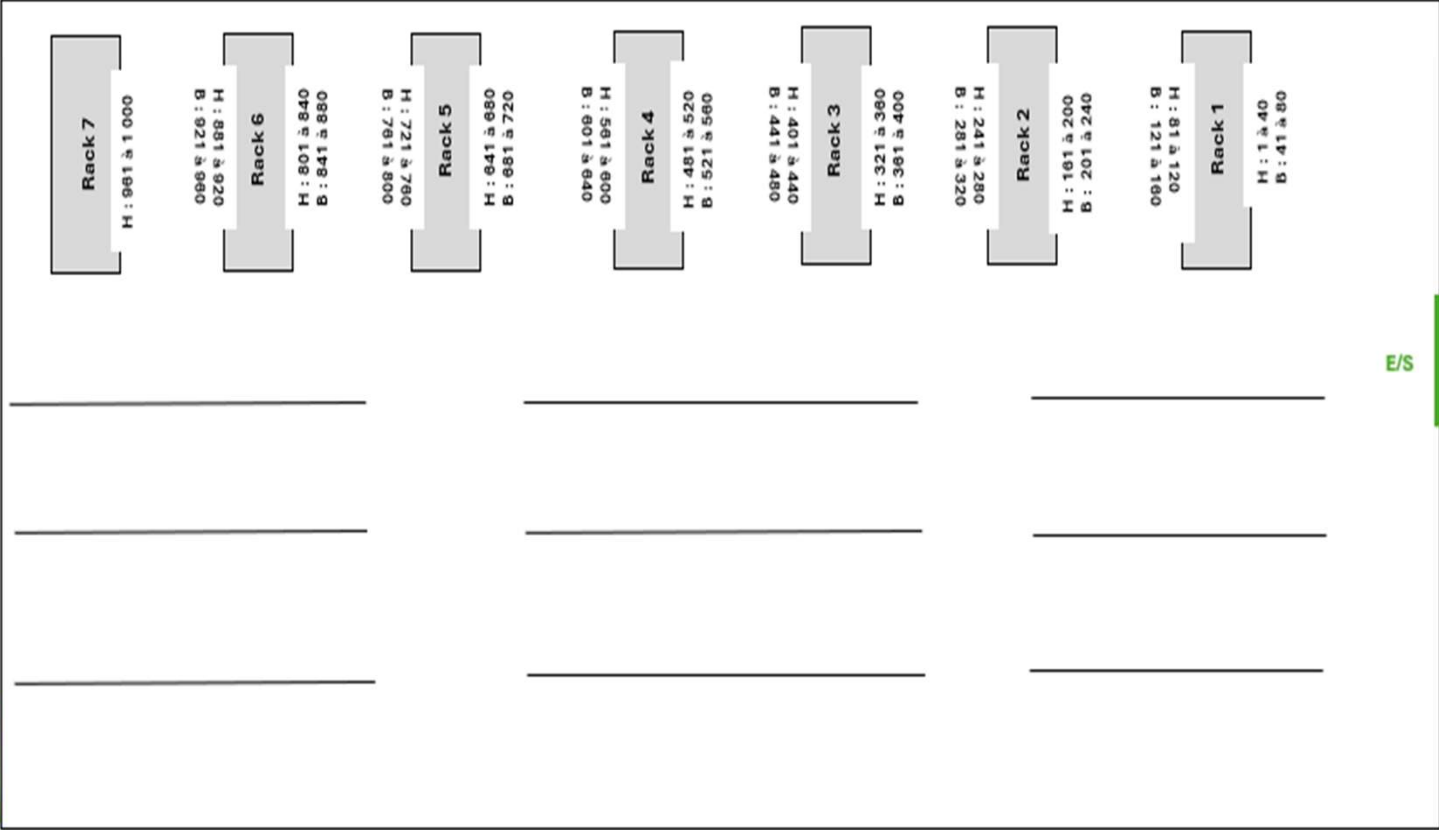 Rack 7
H : 961 à 1 000
B : 921 à 960
H : 881 à 920
Rack 6
H : 801 à 840
B : 841 à 880
B : 761 à 800
H : 721 à 760
Rack 5
H : 641 à 680
B : 681 à 720
B : 601 à 640
H : 561 à 600
Rack 4
H : 481 à 520
B : 521 à 560
B : 441 à 480
H : 401 à 440
Rack 3
H : 321 à 360
B : 361 à 400
B : 281 à 320
H : 241 à 280
Rack 2
H : 161 à 200
B : 201 à 240
B : 121 à 160
H : 81 à 120
Rack 1
H : 1 à 40
B : 41 à 80
E/S